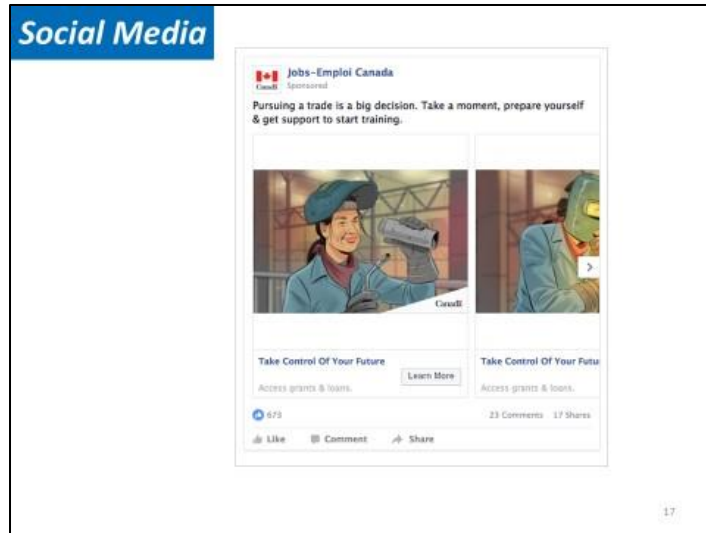 Social Media
Jobs-Emploi Canada
Canada
Sponsored
Pursuing a trade is a big decision. Take a moment, prepare yourself
& get support to start training.
Canada
Take Control Of Your Future
Learn More
Access grants & loans.
Take Control Of Your Futu
Access grants & loans.
673
23 Comments 17 Shares
Like Comment Share
17